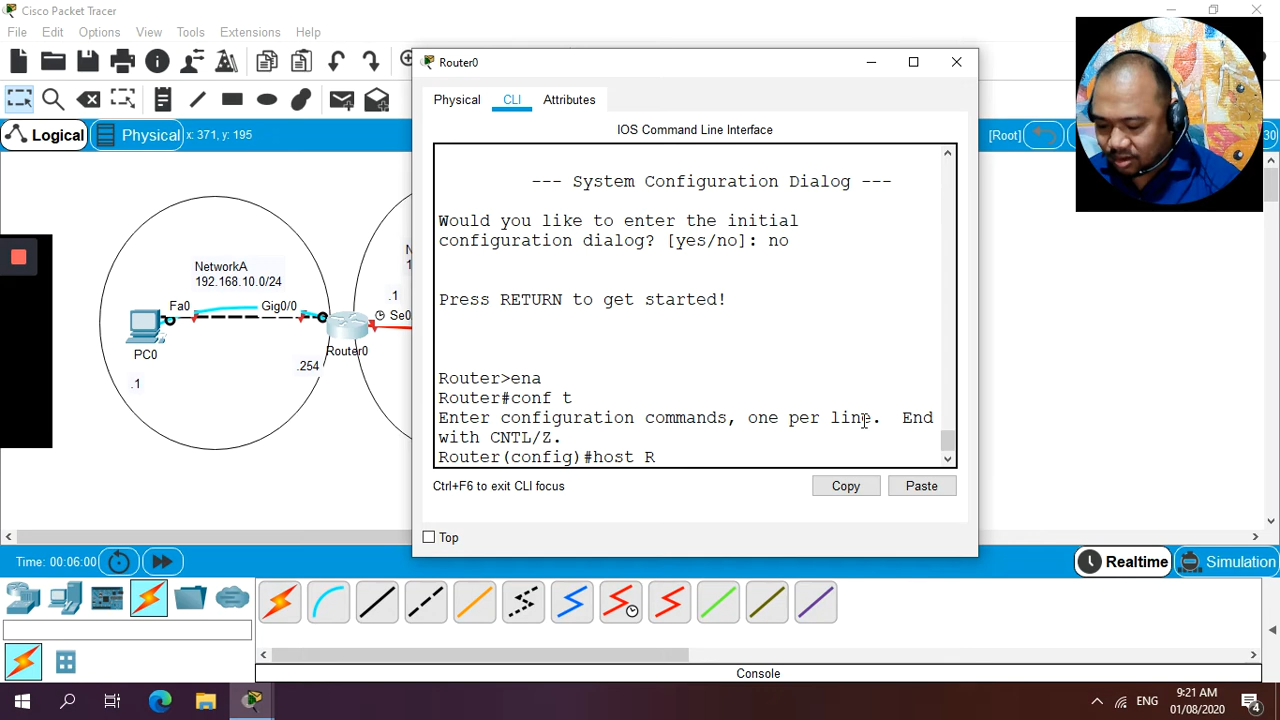 Cisco Packet Tracer
File Edit Options View Tools Extensions Help
Router0
Physical CLI Attributes
Logical Physical x: 371, y: 195
[Root]
30
IOS Command Line Interface
--- System Configuration Dialog ---
Would you like to enter the initial
configuration dialog? [yes/no]: no
Press RETURN to get started!
Router>ena
Router#conf t
Enter configuration commands, one per line. End
with CNTL/Z.
Router(config)#host R
NetworkA
192.168.10.0/24
N
1
Fa0
Gig0/0
.1
Se0
PC0
Router0
.254
.1
Ctrl+F6 to exit CLI focus
Copy Paste
Top
Time: 00:06:00
Realtime Simulation
Console
ENG
9:21 AM
01/08/2020
4